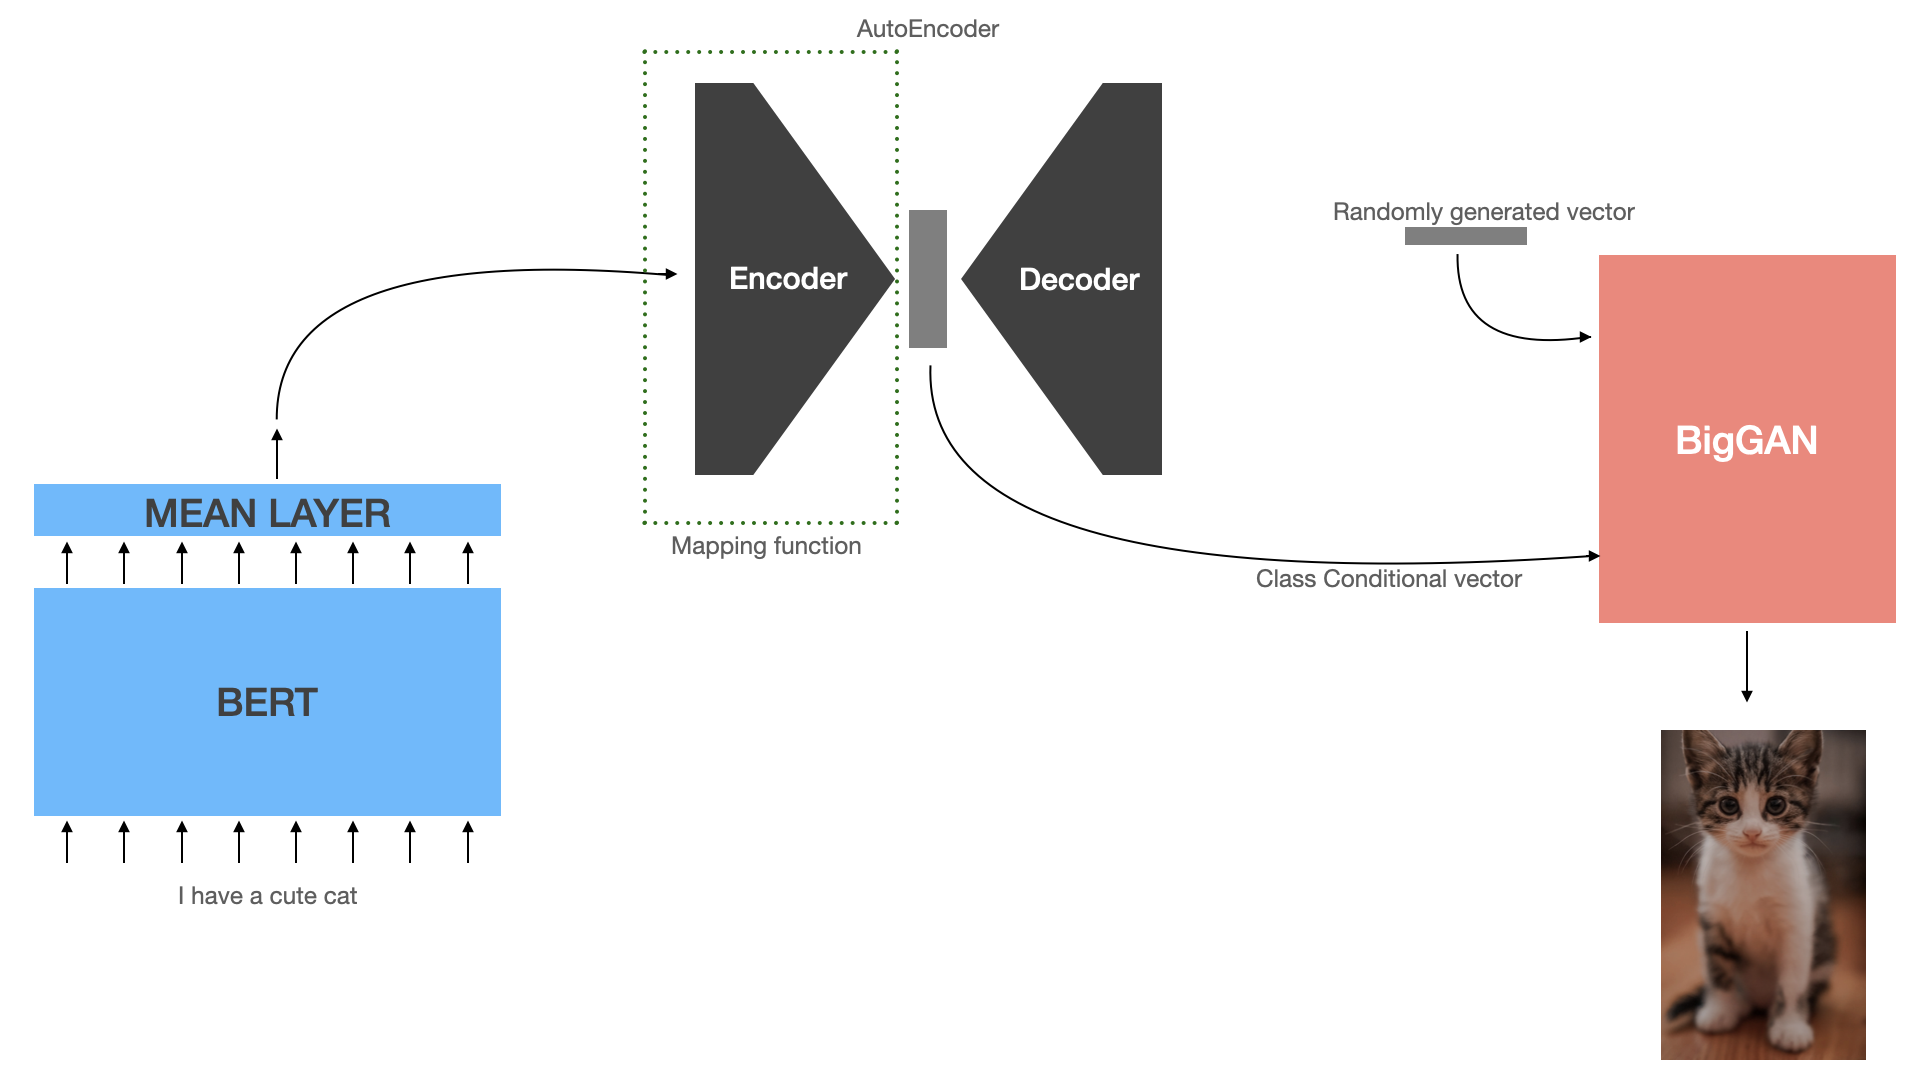 AutoEncoder
Encoder
Decoder
Mapping function
Randomly generated vector
BigGAN
Class Conditional vector
MEAN LAYER
BERT
I have a cute cat